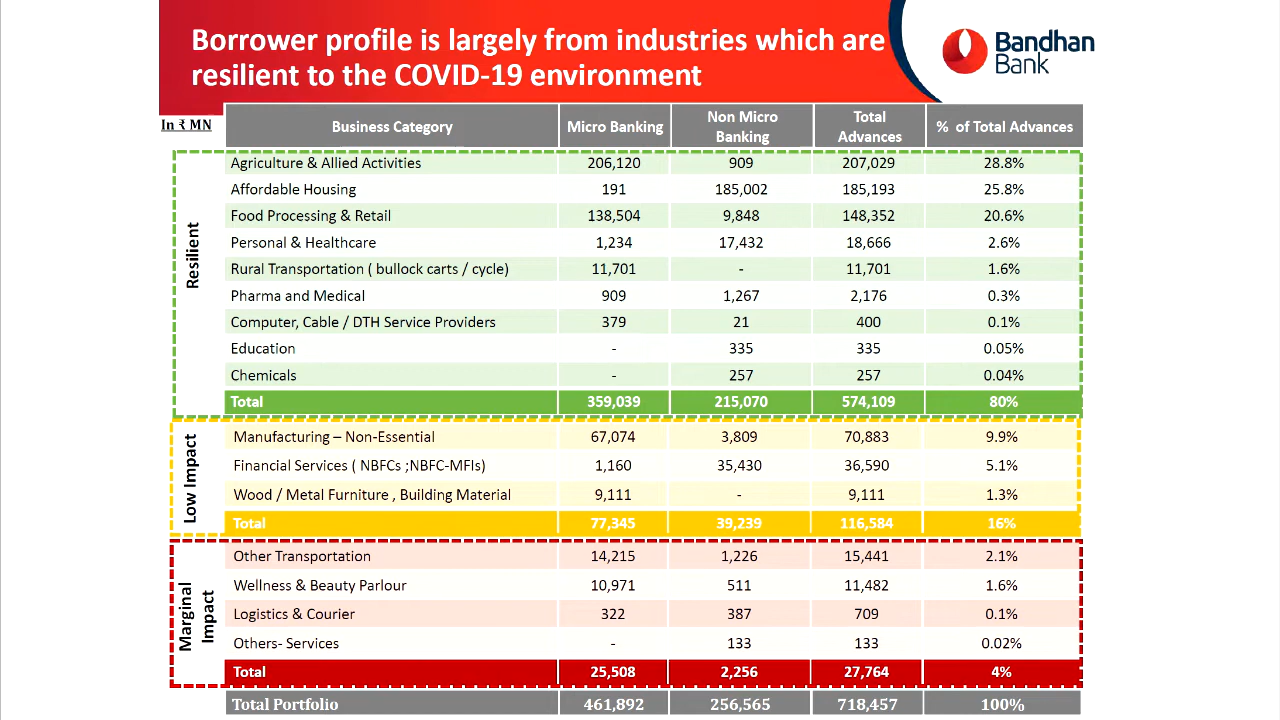 Borrower profile is largely from industries which are
resilient to the COVID-19 environment
Bandhan
Bank
In ₹ MN
Business Category Micro Banking Non Micro Banking Total Advances % of Total Advances
Resilient
Agriculture & Allied Activities 206,120 909 207,029 28.8%
Affordable Housing 191 185,002 185,193 25.8%
Food Processing & Retail 138,504 9,848 148,352 20.6%
Personal & Healthcare 1,234 17,432 18,666 2.6%
Rural Transportation ( bullock carts / cycle) 11,701 - 11,701 1.6%
Pharma and Medical 909 1,267 2,176 0.3%
Computer, Cable / DTH Service Providers 379 21 400 0.1%
Education - 335 335 0.05%
Chemicals - 257 257 0.04%
Total 359,039 215,070 574,109 80%
Low Impact
Manufacturing – Non-Essential 67,074 3,809 70,883 9.9%
Financial Services ( NBFCs ;NBFC-MFIs) 1,160 35,430 36,590 5.1%
Wood / Metal Furniture , Building Material 9,111 - 9,111 1.3%
Total 77,345 39,239 116,584 16%
Marginal
Impact
Other Transportation 14,215 1,226 15,441 2.1%
Wellness & Beauty Parlour 10,971 511 11,482 1.6%
Logistics & Courier 322 387 709 0.1%
Others- Services - 133 133 0.02%
Total 25,508 2,256 27,764 4%
Total Portfolio 461,892 256,565 718,457 100%